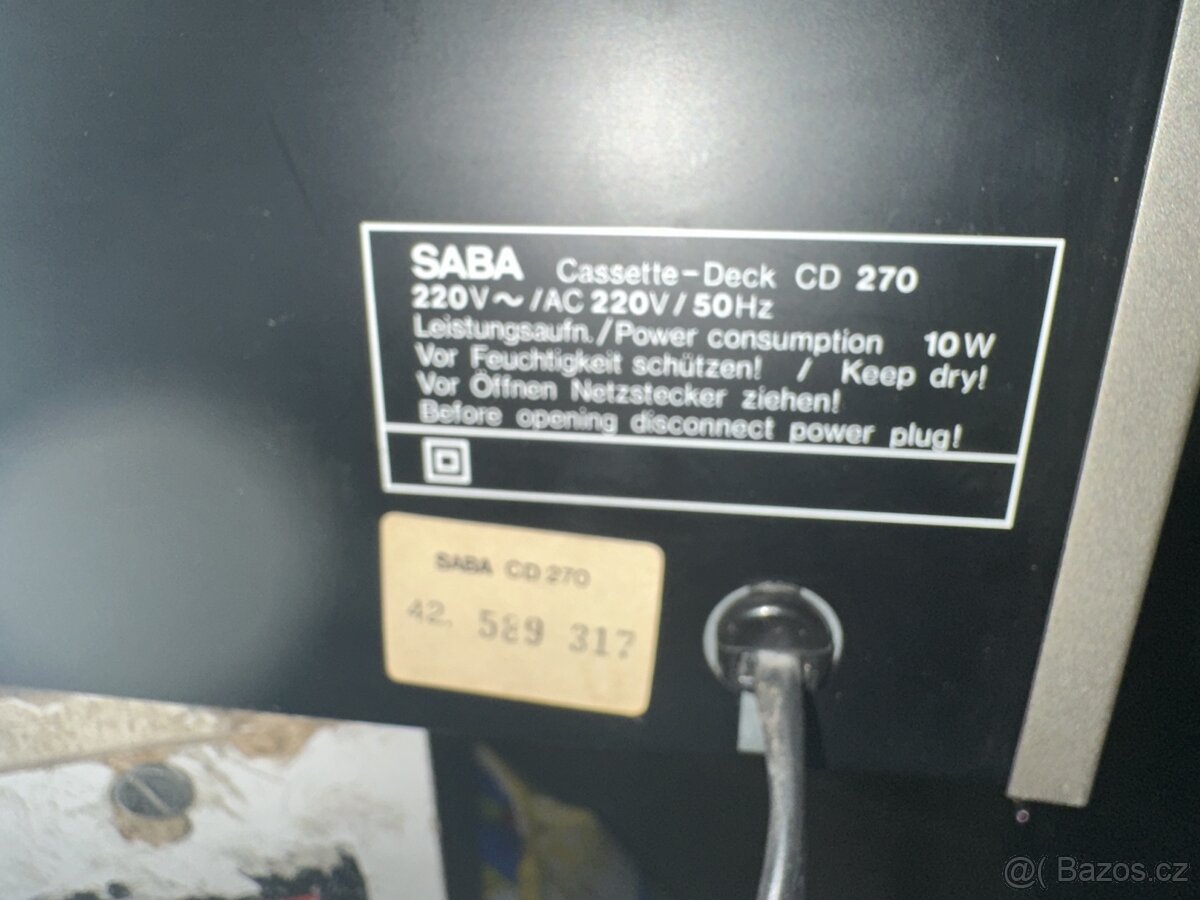 SABA Cassette-Deck CD 270
220V~/AC 220V/50Hz
Leistungsaufn./Power consumption 10W
Vor Feuchtigkeit schützen! / Keep dry!
Vor Öffnen Netzstecker ziehen!
Before opening disconnect power plug!
SABA CD 270
42. 589 317
@( Bazos.cz